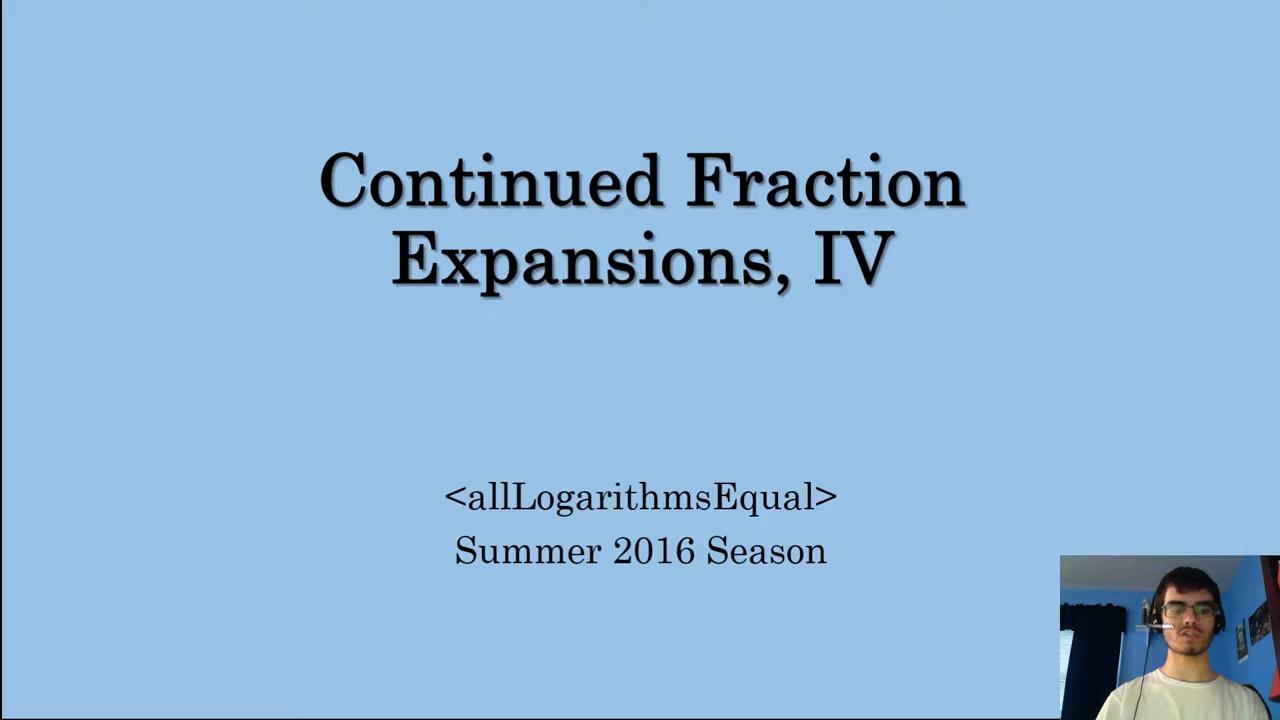 Continued Fraction
Expansions, IV
<allLogarithmsEqual>
Summer 2016 Season